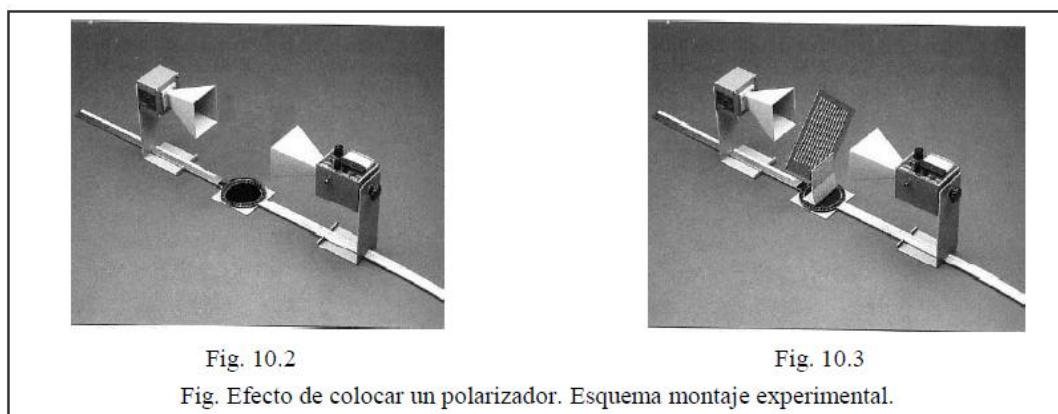 Fig. 10.2
Fig. 10.3
Fig. Efecto de colocar un polarizador. Esquema montaje experimental.